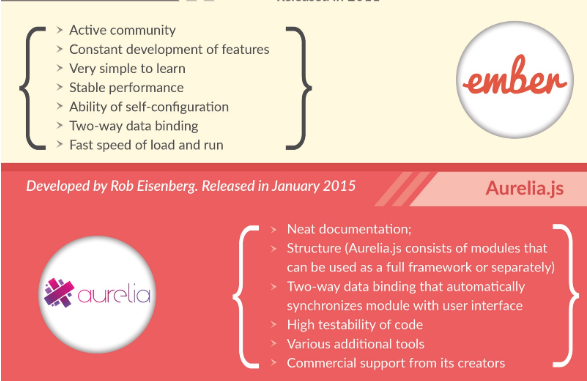 Released in 2011
Active community
Constant development of features
Very simple to learn
Stable performance
Ability of self-configuration
Two-way data binding
Fast speed of load and run
ember
Developed by Rob Eisenberg. Released in January 2015
Aurelia.js
aurelia
Neat documentation;
Structure (Aurelia.js consists of modules that
can be used as a full framework or separately)
Two-way data binding that automatically
synchronizes module with user interface
High testability of code
Various additional tools
Commercial support from its creators